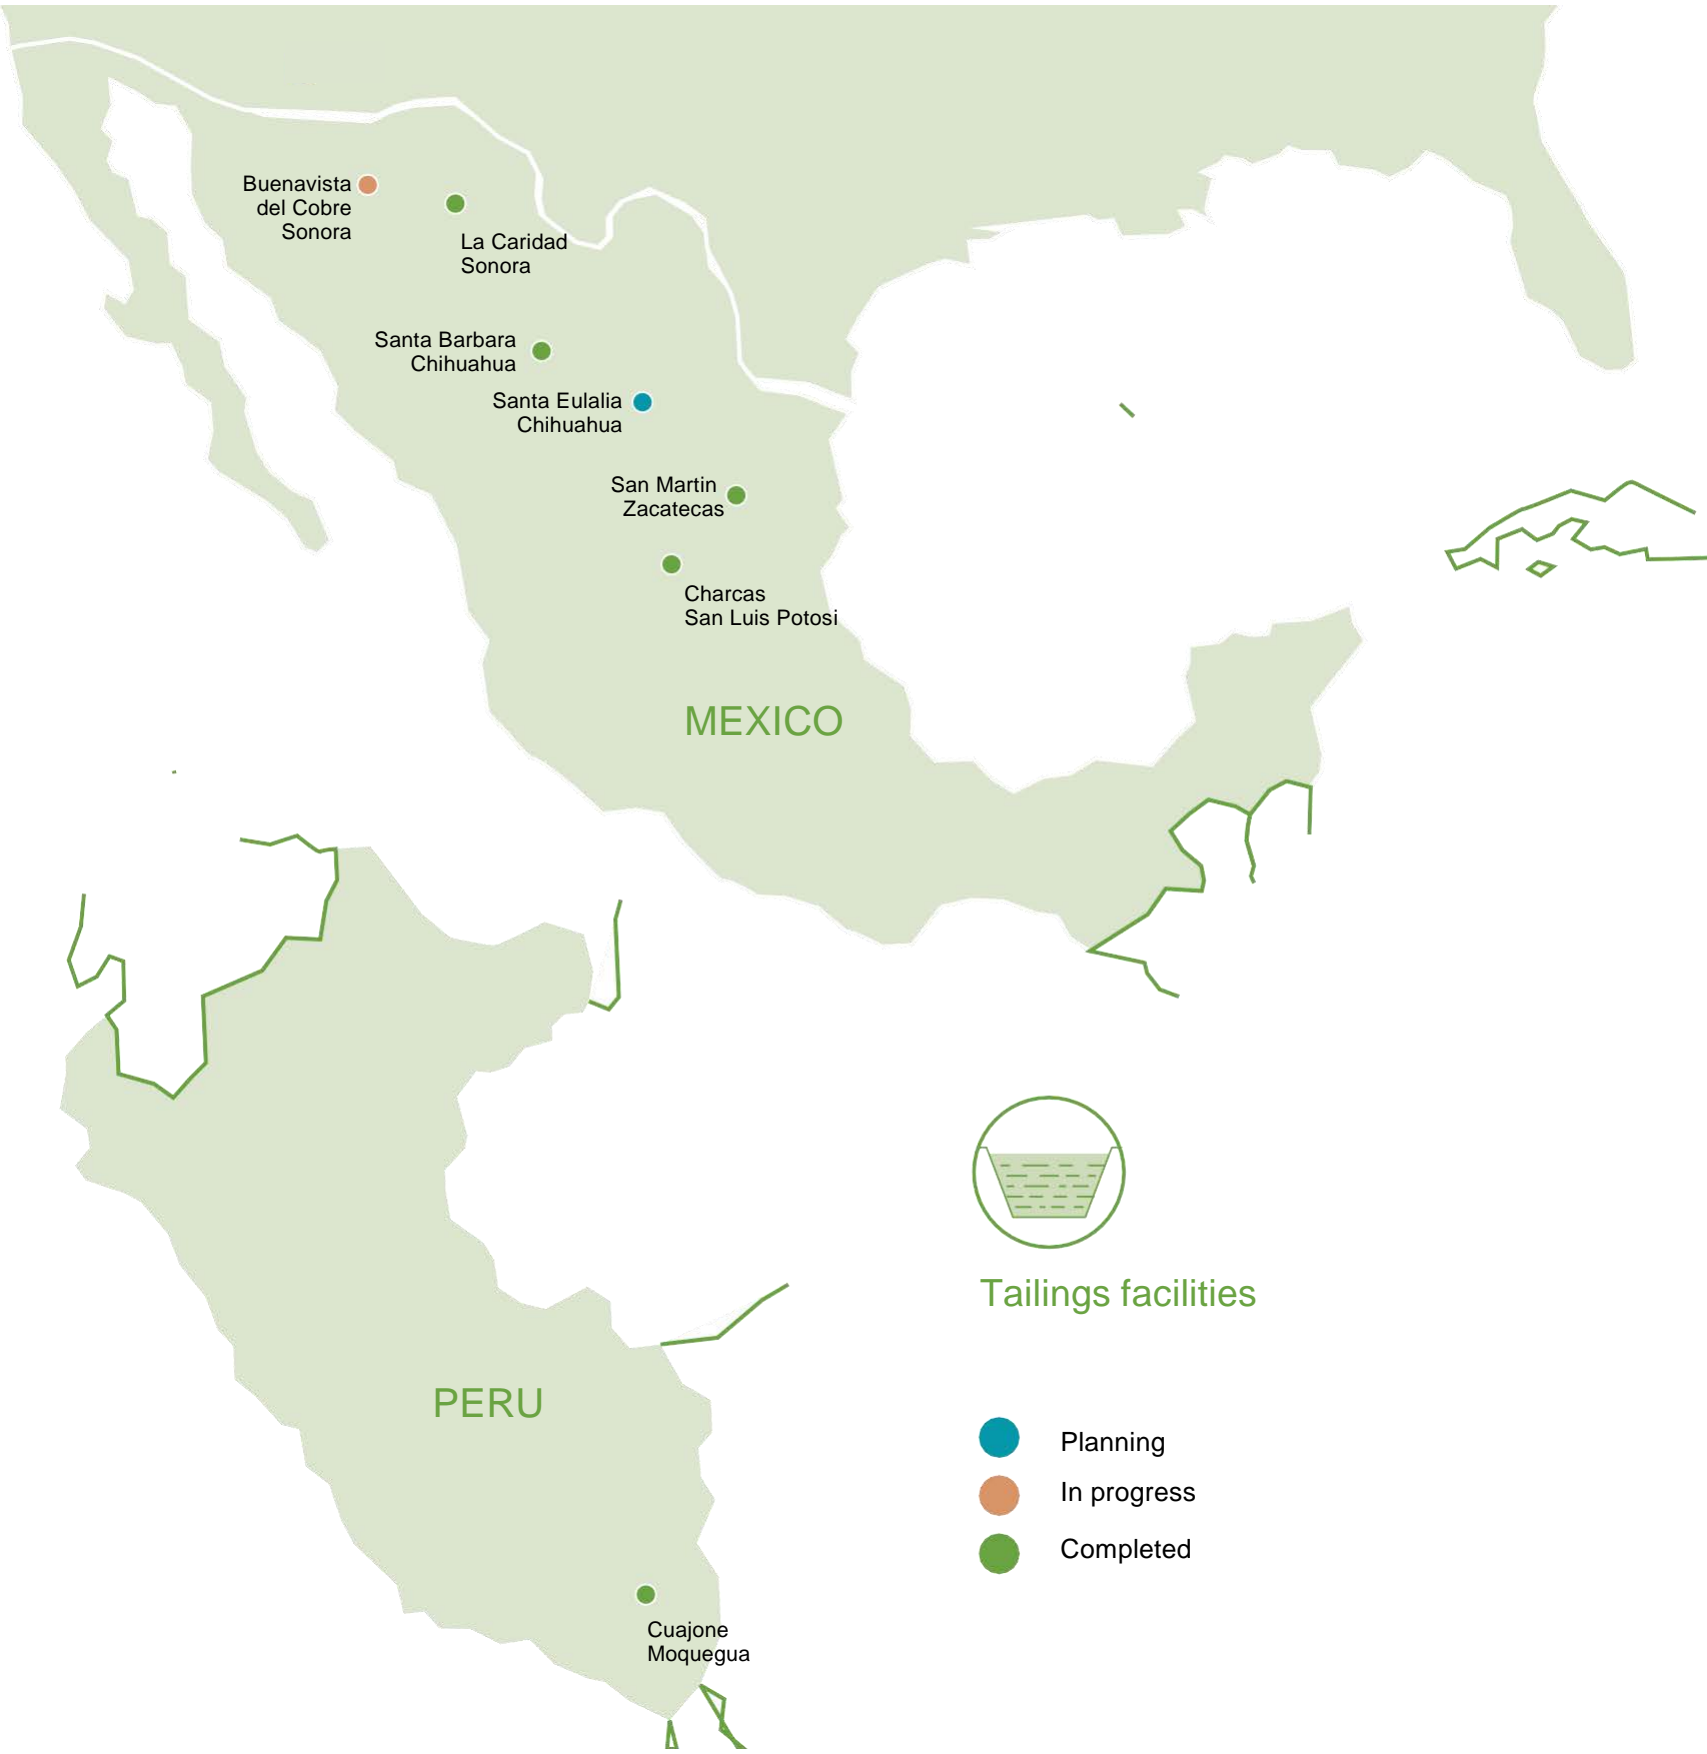 Buenavista
del Cobre
Sonora
La Caridad
Sonora
Santa Barbara
Chihuahua
Santa Eulalia
Chihuahua
San Martin
Zacatecas
Charcas
San Luis Potosi
MEXICO
Tailings facilities
PERU
Planning
In progress
Completed
Cuajone
Moquegua